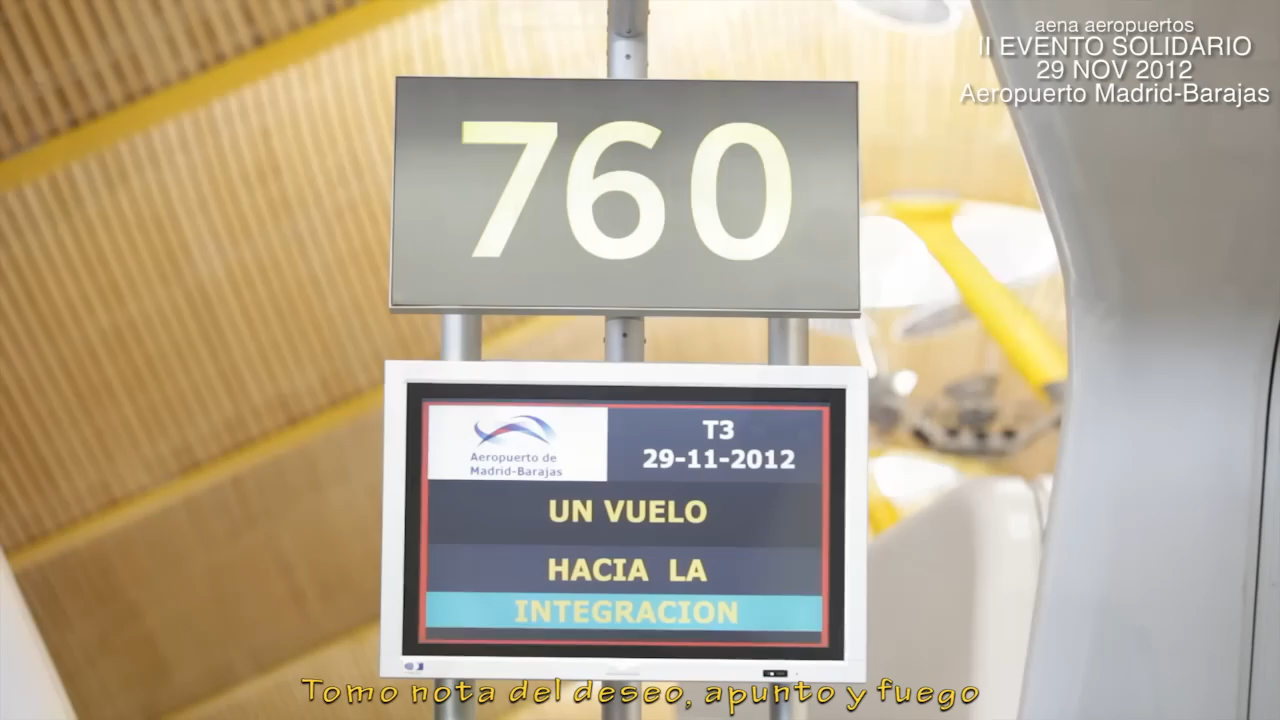 aena aeropuertos
II EVENTO SOLIDARIO
29 NOV 2012
Aeropuerto Madrid-Barajas
760
Aeropuerto de
Madrid-Barajas
T3
29-11-2012
UN VUELO
HACIA LA
INTEGRACION
Tomo nota del deseo, apunto y fuego